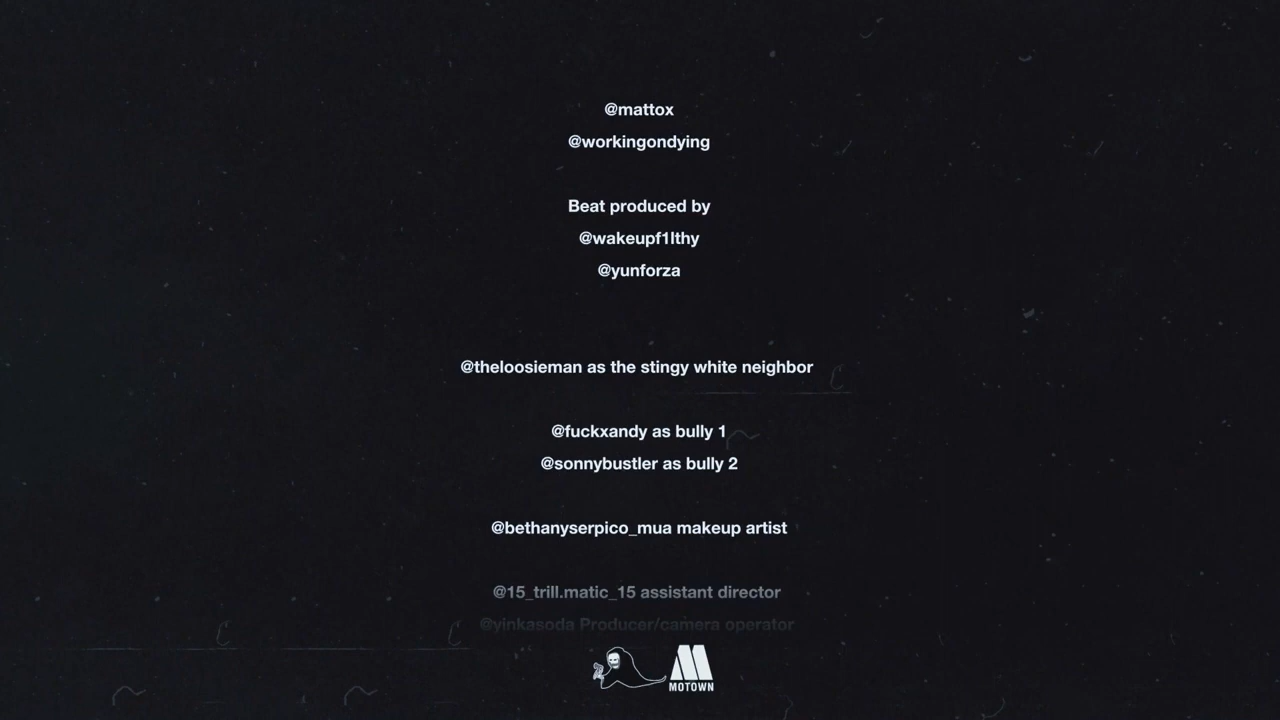 @mattox
@workingondying
Beat produced by
@wakeupf1lthy
@yunforza
@theloosieman as the stingy white neighbor
@fuckxandy as bully 1
@sonnybustler as bully 2
@bethanyserpico_mua makeup artist
@15_trill.matic_15 assistant director
@yinkasoda Producer/camera operator
MOTOWN